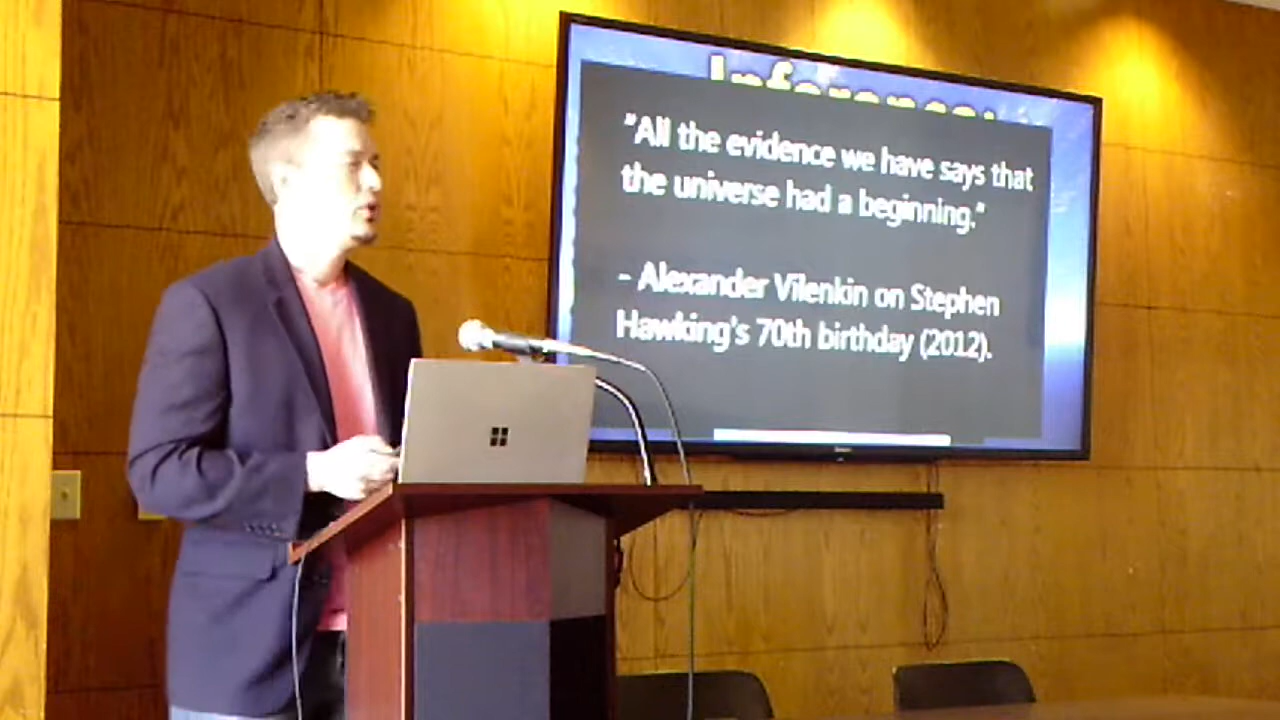 Inference:
"All the evidence we have says that
the universe had a beginning."
– Alexander Vilenkin on Stephen
Hawking's 70th birthday (2012).